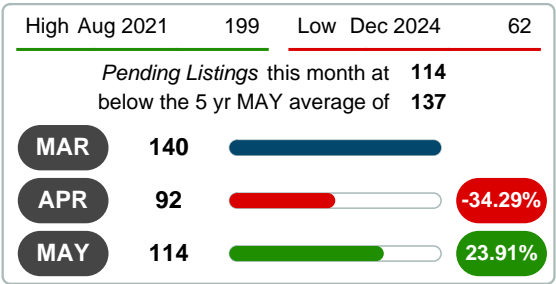 High Aug 2021 199 Low Dec 2024 62
Pending Listings this month at 114
below the 5 yr MAY average of 137
MAR 140
APR 92 -34.29%
MAY 114 23.91%